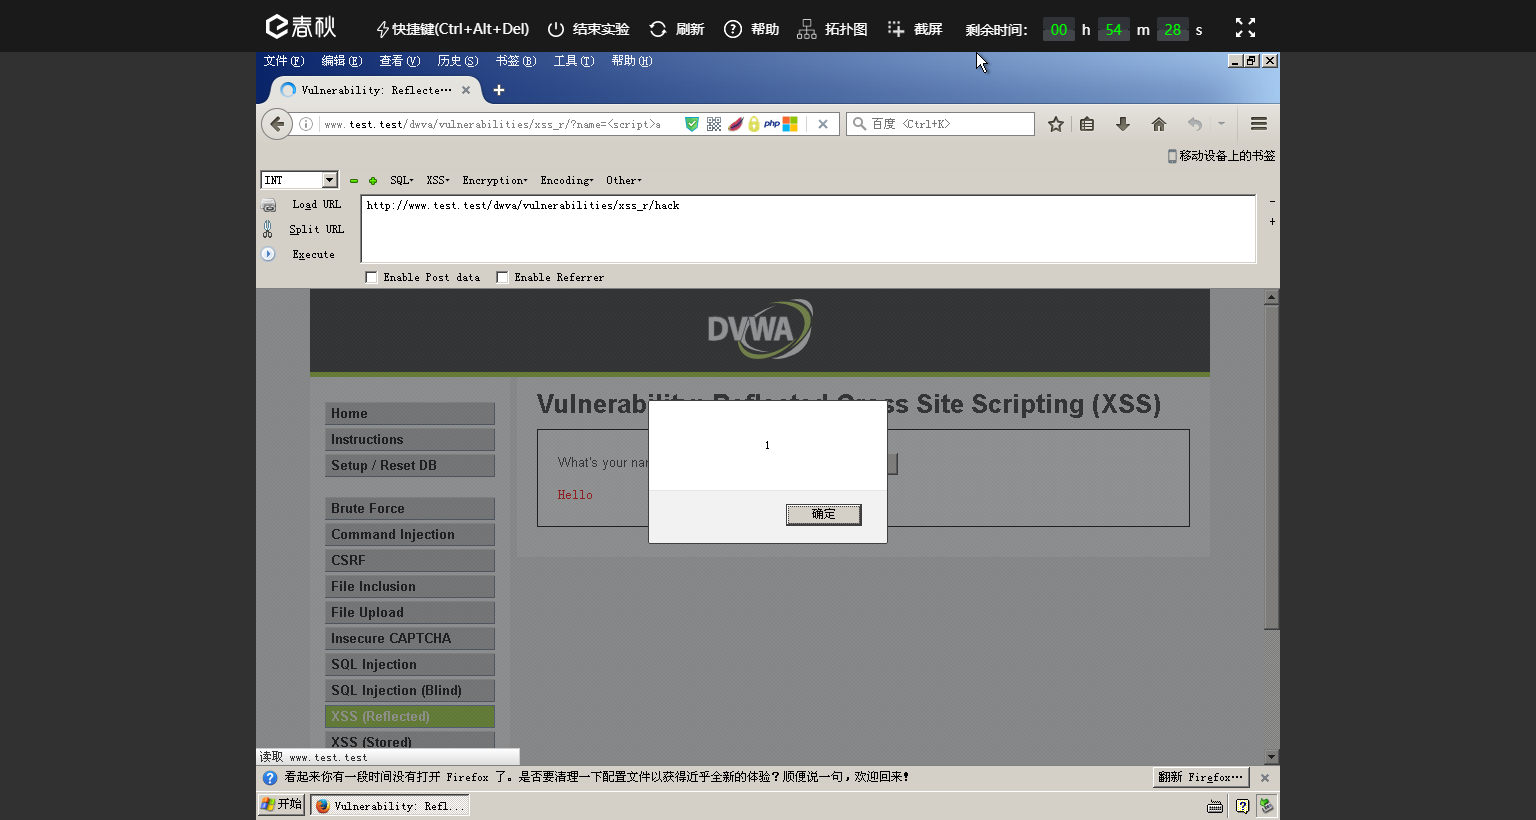 e春秋 快捷键(Ctrl+Alt+Del) 结束实验 刷新 帮助 拓扑图 截屏 剩余时间: 00 h 54 m 28 s
文件(F) 编辑(E) 查看(V) 历史(S) 书签(B) 工具(T) 帮助(H)
Vulnerability: Reflecte…
www.test.test/dwva/vulnerabilities/xss_r/?name=<script>a php 百度 <Ctrl+K>
移动设备上的书签
INT SQL XSS Encryption Encoding Other
Load URL http://www.test.test/dwva/vulnerabilities/xss_r/hack
Split URL
Execute
Enable Post data Enable Referrer
DVWA
Vulnerability: Reflected Cross Site Scripting (XSS)
What's your nam
Hello
1
确定
Home
Instructions
Setup / Reset DB
Brute Force
Command Injection
CSRF
File Inclusion
File Upload
Insecure CAPTCHA
SQL Injection
SQL Injection (Blind)
XSS (Reflected)
XSS (Stored)
读取 www.test.test
看起来你有一段时间没有打开 Firefox 了。是否要清理一下配置文件以获得近乎全新的体验？顺便说一句，欢迎回来！ 翻新 Firefox…
开始 Vulnerability: Refl...